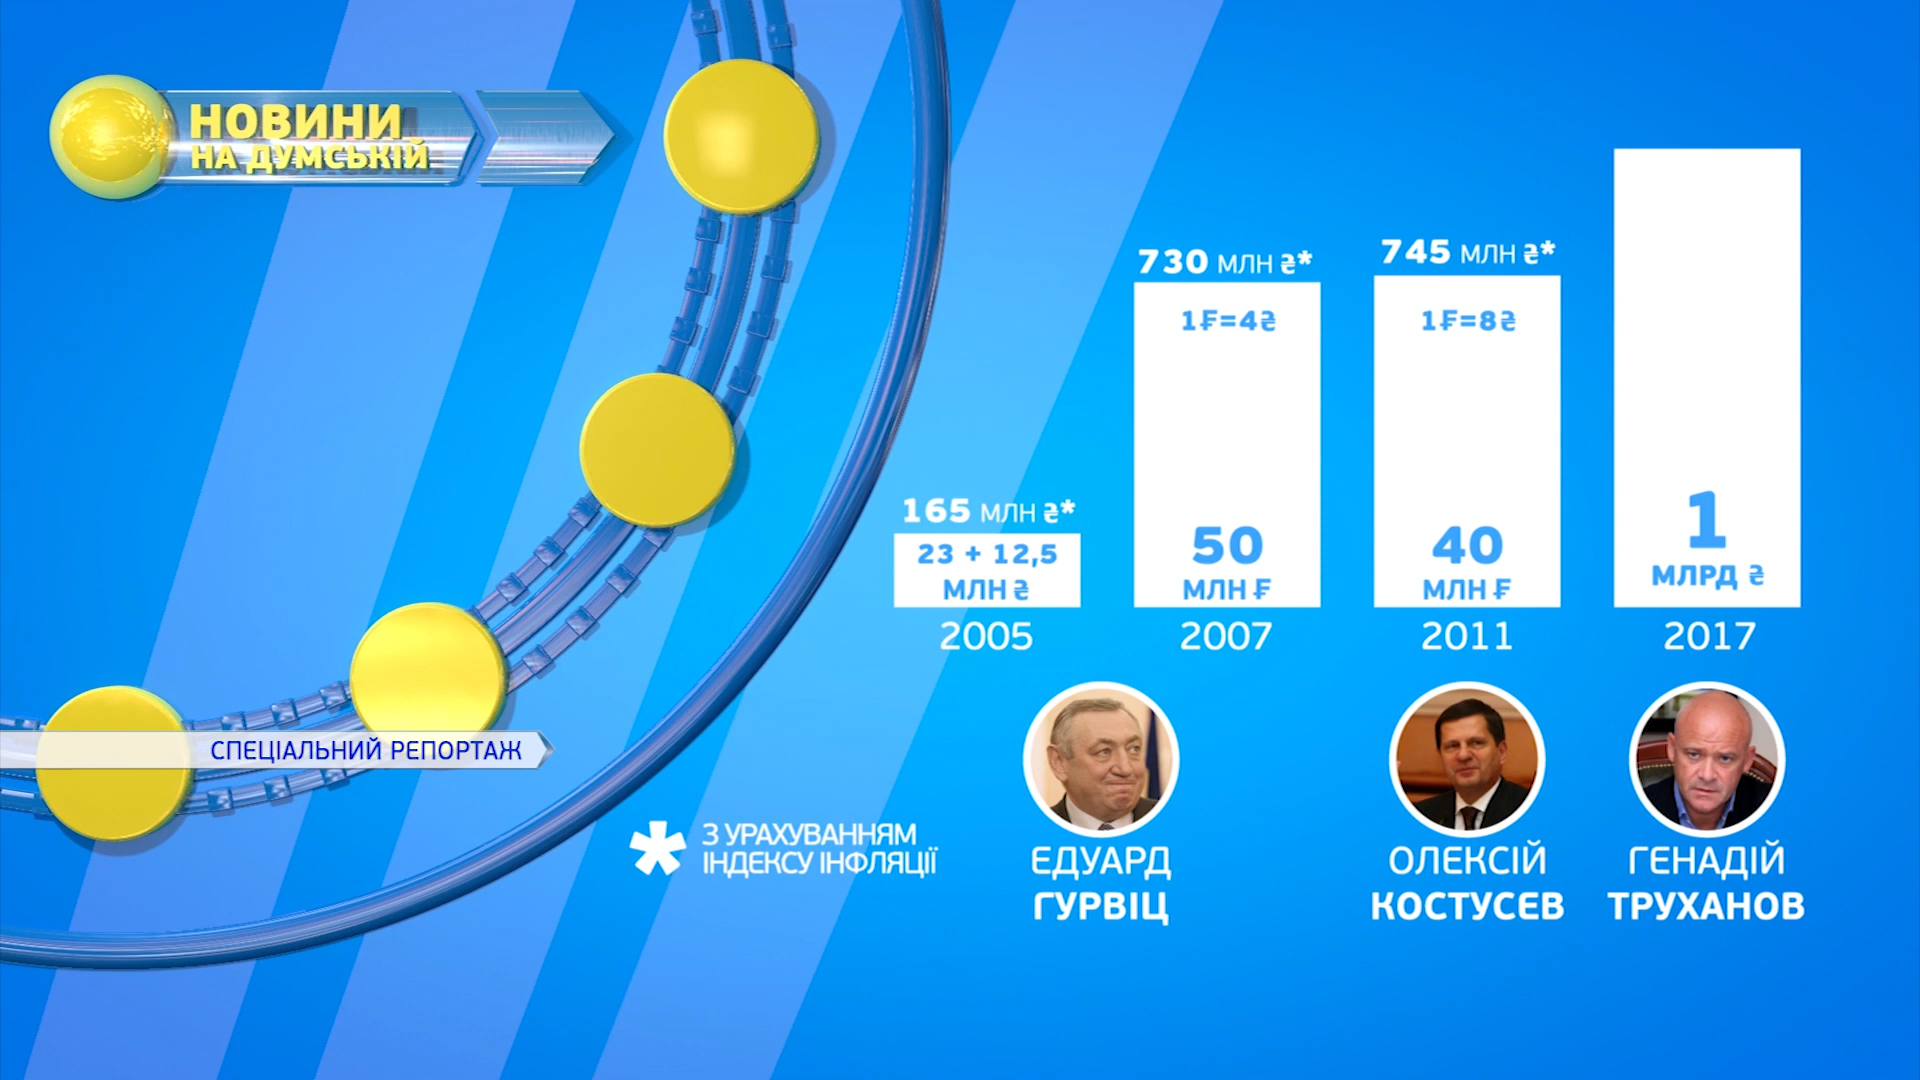 НОВИНИ
НА ДУМСЬКІЙ
730 МЛН ₴*
745 МЛН ₴*
1₣=4₴
1₣=8₴
165 МЛН ₴*
23 + 12,5
МЛН ₴
50
МЛН ₣
40
МЛН ₣
1
МЛРД ₴
2005
2007
2011
2017
СПЕЦІАЛЬНИЙ РЕПОРТАЖ
* З УРАХУВАННЯМ
ІНДЕКСУ ІНФЛЯЦІЇ
ЕДУАРД
ГУРВІЦ
ОЛЕКСІЙ
КОСТУСЄВ
ГЕНАДІЙ
ТРУХАНОВ